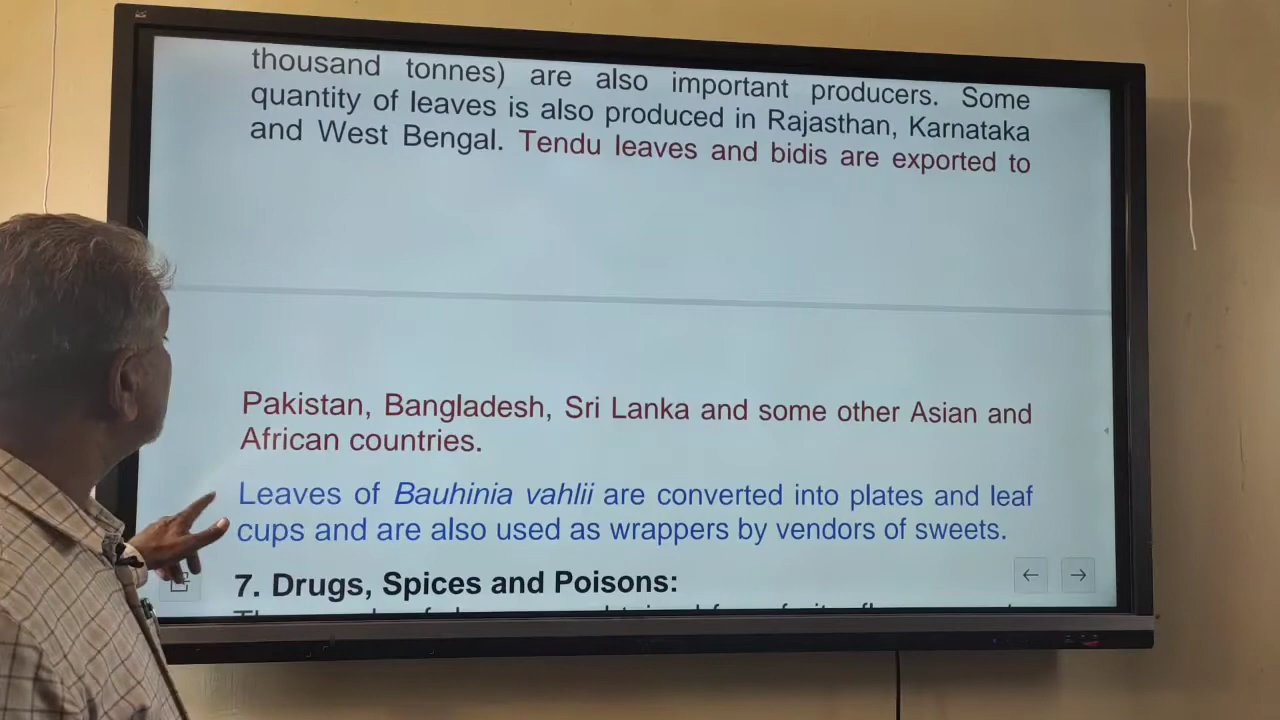 thousand tonnes) are also important producers. Some
quantity of leaves is also produced in Rajasthan, Karnataka
and West Bengal. Tendu leaves and bidis are exported to
Pakistan, Bangladesh, Sri Lanka and some other Asian and
African countries.
Leaves of Bauhinia vahlii are converted into plates and leaf
cups and are also used as wrappers by vendors of sweets.
7. Drugs, Spices and Poisons: